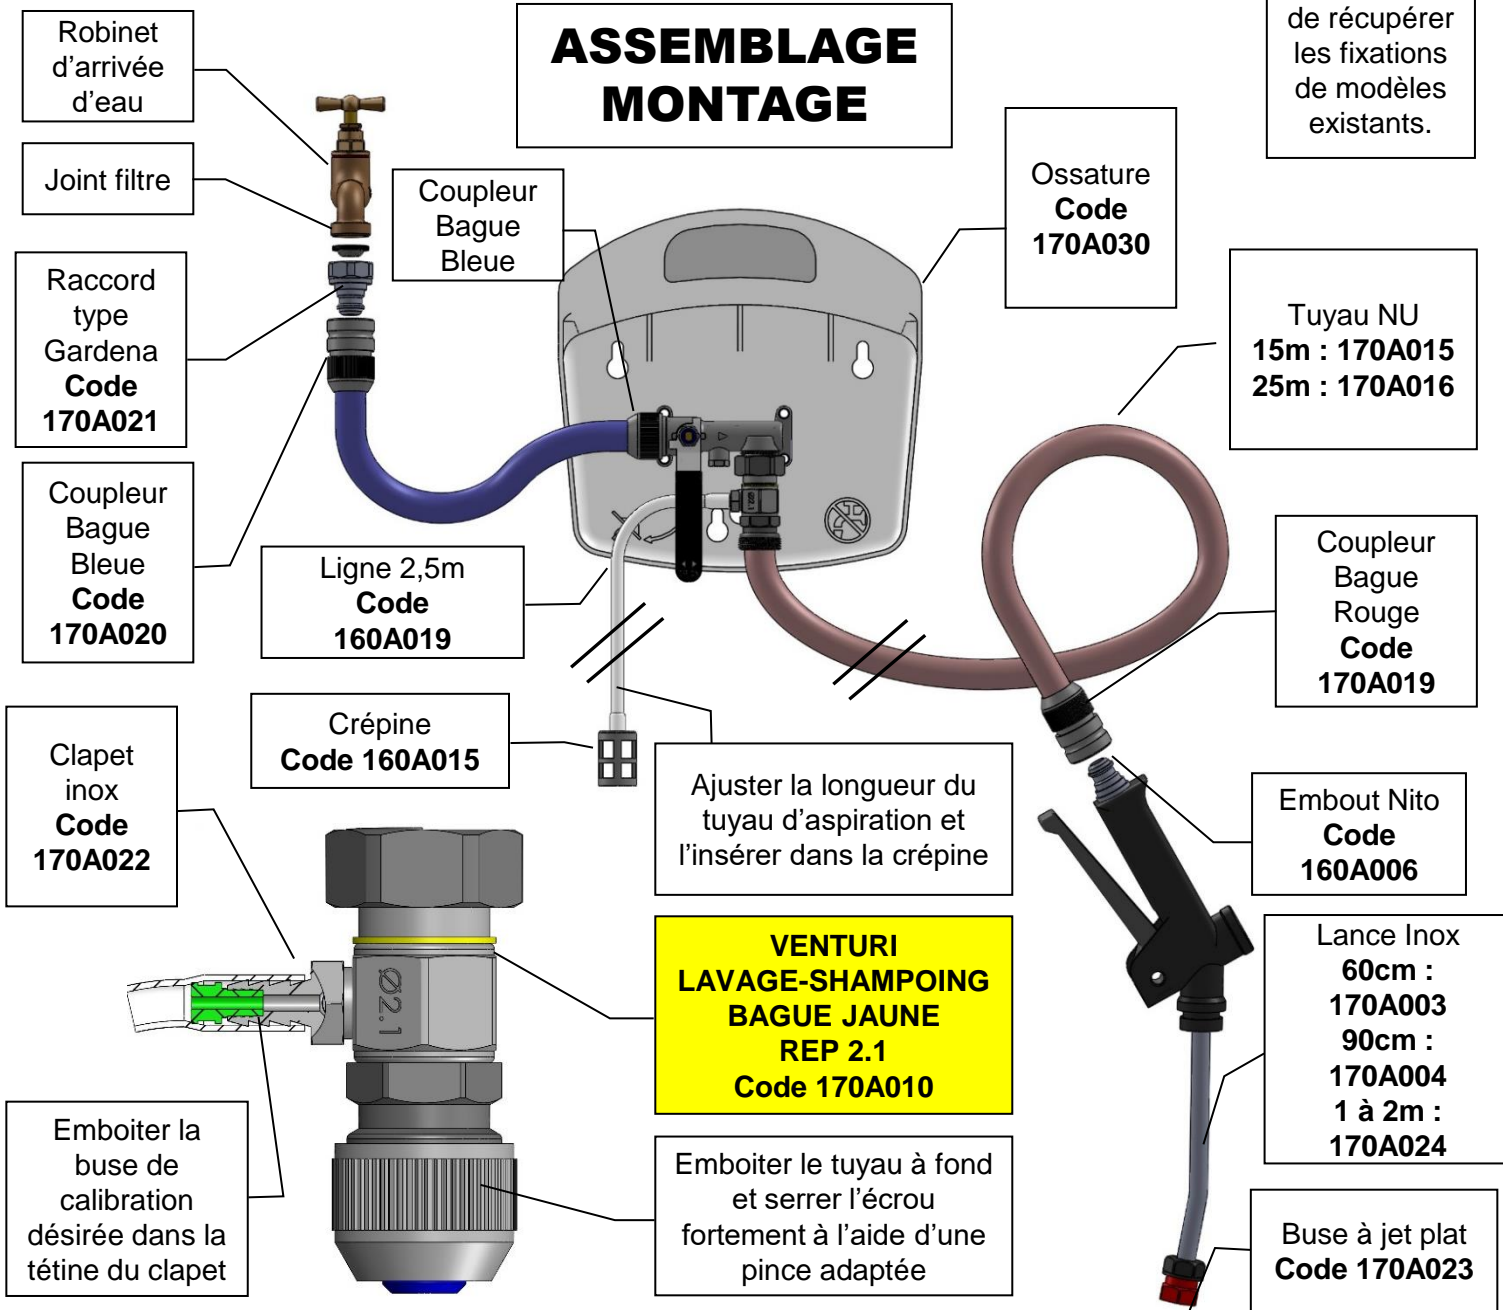 ASSEMBLAGE
MONTAGE
de récupérer
les fixations
de modèles
existants.
Robinet
d'arrivée
d'eau
Joint filtre
Raccord
type
Gardena
Code
170A021
Coupleur
Bague
Bleue
Code
170A020
Coupleur
Bague
Bleue
Ossature
Code
170A030
Tuyau NU
15m : 170A015
25m : 170A016
Ligne 2,5m
Code
160A019
Coupleur
Bague
Rouge
Code
170A019
Crépine
Code 160A015
Clapet
inox
Code
170A022
Ajuster la longueur du
tuyau d'aspiration et
l'insérer dans la crépine
Embout Nito
Code
160A006
VENTURI
LAVAGE-SHAMPOING
BAGUE JAUNE
REP 2.1
Code 170A010
Lance Inox
60cm :
170A003
90cm :
170A004
1 à 2m :
170A024
Ø2.1
Ø2.1
Emboiter la
buse de
calibration
désirée dans la
tétine du clapet
Emboiter le tuyau à fond
et serrer l'écrou
fortement à l'aide d'une
pince adaptée
Buse à jet plat
Code 170A023